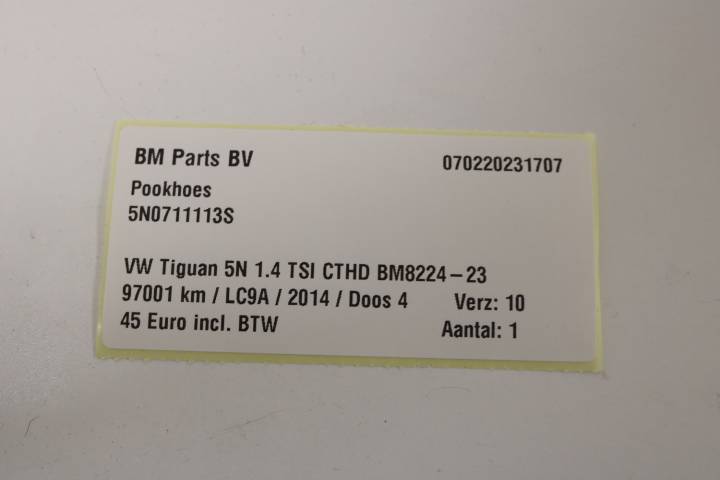 BM Parts BV 070220231707
Pookhoes
5N0711113S
VW Tiguan 5N 1.4 TSI CTHD BM8224-23
97001 km / LC9A / 2014 / Doos 4 Verz: 10
45 Euro incl. BTW Aantal: 1